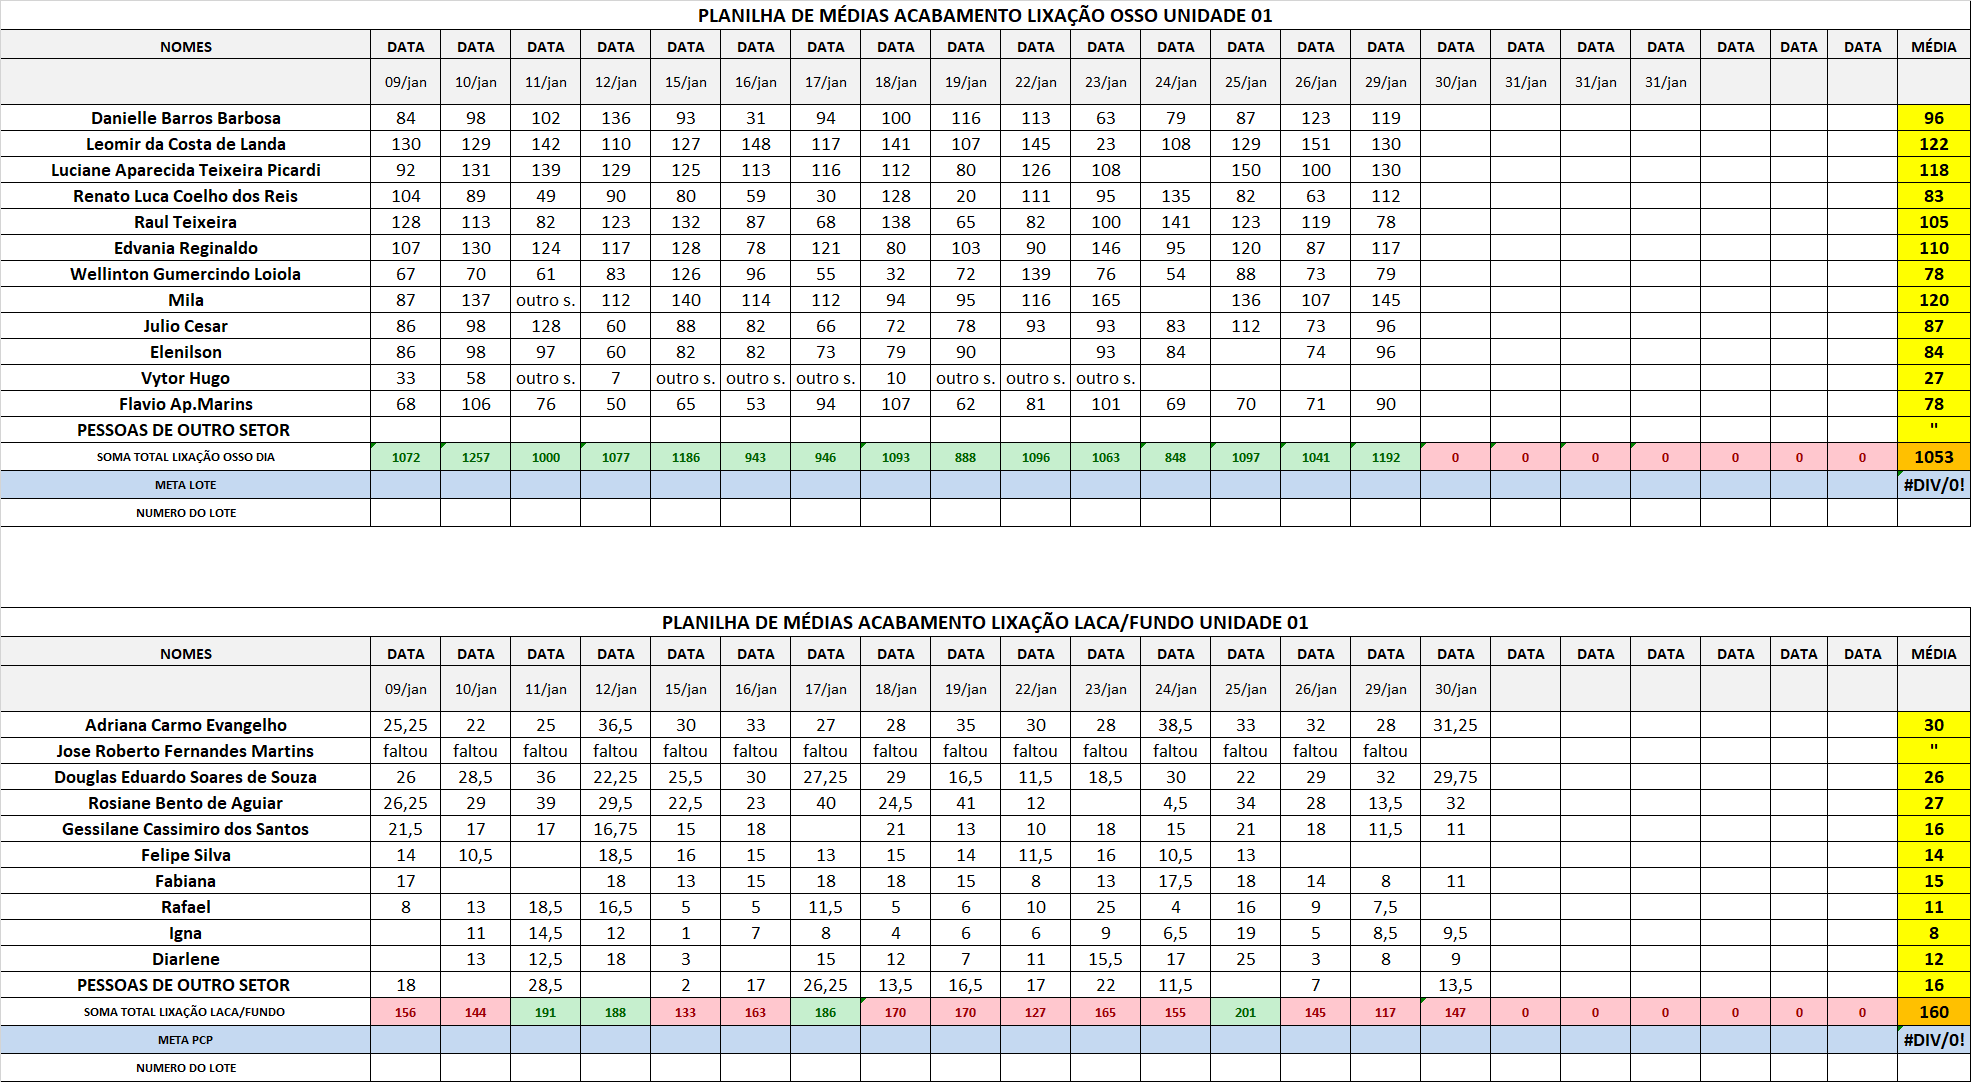 PLANILHA DE MÉDIAS ACABAMENTO LIXAÇÃO OSSO UNIDADE 01
NOMES DATA DATA DATA DATA DATA DATA DATA DATA DATA DATA DATA DATA DATA DATA DATA DATA DATA DATA DATA DATA DATA DATA MÉDIA
09/jan 10/jan 11/jan 12/jan 15/jan 16/jan 17/jan 18/jan 19/jan 22/jan 23/jan 24/jan 25/jan 26/jan 29/jan 30/jan 31/jan 31/jan 31/jan
Danielle Barros Barbosa 84 98 102 136 93 31 94 100 116 113 63 79 87 123 119 96
Leomir da Costa de Landa 130 129 142 110 127 148 117 141 107 145 23 108 129 151 130 122
Luciane Aparecida Teixeira Picardi 92 131 139 129 125 113 116 112 80 126 108 150 100 130 118
Renato Luca Coelho dos Reis 104 89 49 90 80 59 30 128 20 111 95 135 82 63 112 83
Raul Teixeira 128 113 82 123 132 87 68 138 65 82 100 141 123 119 78 105
Edvania Reginaldo 107 130 124 117 128 78 121 80 103 90 146 95 120 87 117 110
Wellinton Gumercindo Loiola 67 70 61 83 126 96 55 32 72 139 76 54 88 73 79 78
Mila 87 137 outro s. 112 140 114 112 94 95 116 165 136 107 145 120
Julio Cesar 86 98 128 60 88 82 66 72 78 93 93 83 112 73 96 87
Elenilson 86 98 97 60 82 82 73 79 90 93 84 74 96 84
Vytor Hugo 33 58 outro s. 7 outro s. outro s. outro s. 10 outro s. outro s. outro s. 27
Flavio Ap.Marins 68 106 76 50 65 53 94 107 62 81 101 69 70 71 90 78
PESSOAS DE OUTRO SETOR "
SOMA TOTAL LIXAÇÃO OSSO DIA 1072 1257 1000 1077 1186 943 946 1093 888 1096 1063 848 1097 1041 1192 0 0 0 0 0 0 0 1053
META LOTE #DIV/0!
NUMERO DO LOTE
PLANILHA DE MÉDIAS ACABAMENTO LIXAÇÃO LACA/FUNDO UNIDADE 01
NOMES DATA DATA DATA DATA DATA DATA DATA DATA DATA DATA DATA DATA DATA DATA DATA DATA DATA DATA DATA DATA DATA DATA MÉDIA
09/jan 10/jan 11/jan 12/jan 15/jan 16/jan 17/jan 18/jan 19/jan 22/jan 23/jan 24/jan 25/jan 26/jan 29/jan 30/jan
Adriana Carmo Evangelho 25,25 22 25 36,5 30 33 27 28 35 30 28 38,5 33 32 28 31,25 30
Jose Roberto Fernandes Martins faltou faltou faltou faltou faltou faltou faltou faltou faltou faltou faltou faltou faltou faltou faltou "
Douglas Eduardo Soares de Souza 26 28,5 36 22,25 25,5 30 27,25 29 16,5 11,5 18,5 30 22 29 32 29,75 26
Rosiane Bento de Aguiar 26,25 29 39 29,5 22,5 23 40 24,5 41 12 4,5 34 28 13,5 32 27
Gessilane Cassimiro dos Santos 21,5 17 17 16,75 15 18 21 13 10 18 15 21 18 11,5 11 16
Felipe Silva 14 10,5 18,5 16 15 13 15 14 11,5 16 10,5 13 14
Fabiana 17 18 13 15 18 18 15 8 13 17,5 18 14 8 11 15
Rafael 8 13 18,5 16,5 5 5 11,5 5 6 10 25 4 16 9 7,5 11
Igna 11 14,5 12 1 7 8 4 6 6 9 6,5 19 5 8,5 9,5 8
Diarlene 13 12,5 18 3 15 12 7 11 15,5 17 25 3 8 9 12
PESSOAS DE OUTRO SETOR 18 28,5 2 17 26,25 13,5 16,5 17 22 11,5 7 13,5 16
SOMA TOTAL LIXAÇÃO LACA/FUNDO 156 144 191 188 133 163 186 170 170 127 165 155 201 145 117 147 0 0 0 0 0 0 160
META PCP #DIV/0!
NUMERO DO LOTE